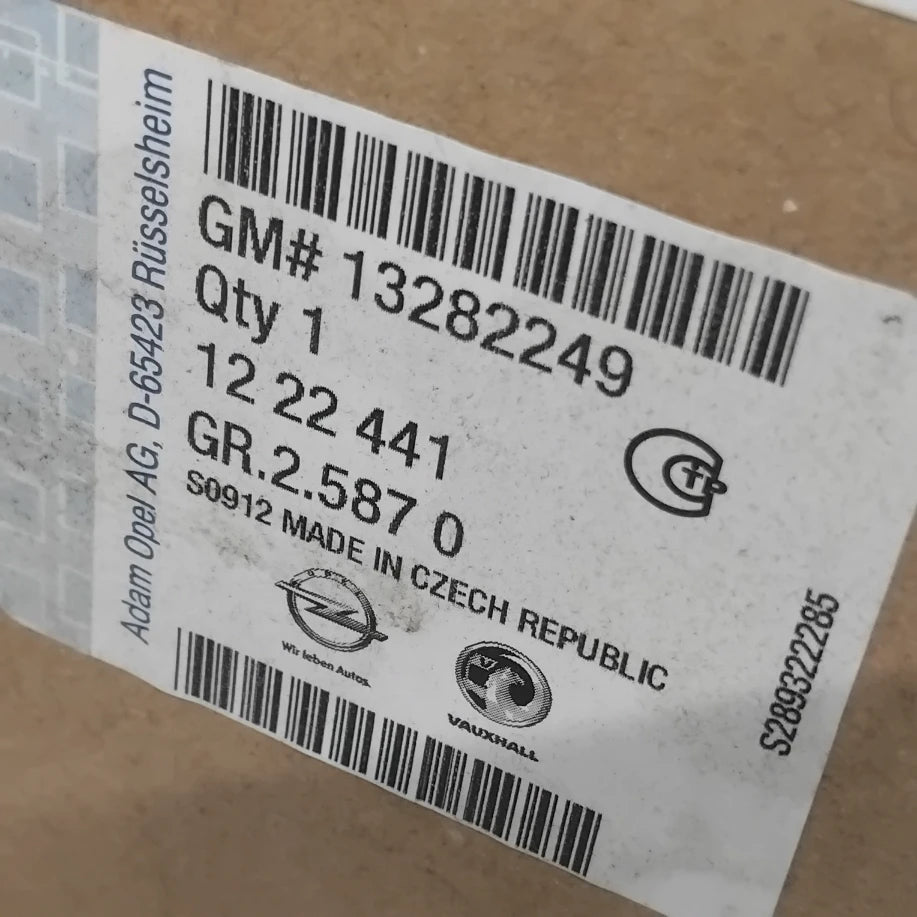 Adam Opel AG, D-65423 Rüsselsheim
GM# 13282249
Qty 1
12 22 441
GR.2.587 0
S0912 MADE IN CZECH REPUBLIC
OPEL
Wir leben Autos.
VAUXHALL
S289322285